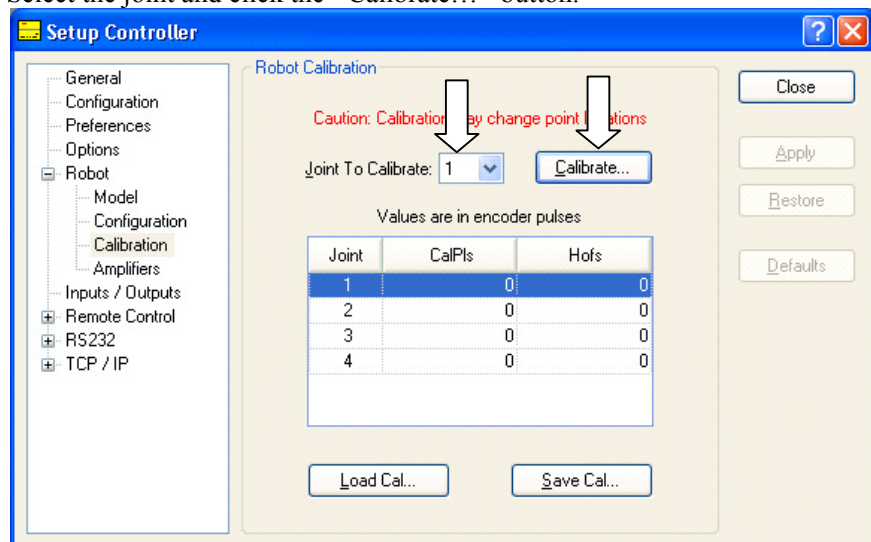 Select the joint and click the "Calibrate…" button.
Setup Controller
General
Configuration
Preferences
Options
Robot
Model
Configuration
Calibration
Amplifiers
Inputs / Outputs
Remote Control
RS232
TCP / IP
Robot Calibration
Caution: Calibration may change point locations
Joint To Calibrate: 1
Calibrate...
Values are in encoder pulses
Joint CalPls Hofs
1 0 0
2 0 0
3 0 0
4 0 0
Load Cal...
Save Cal...
Close
Apply
Restore
Defaults